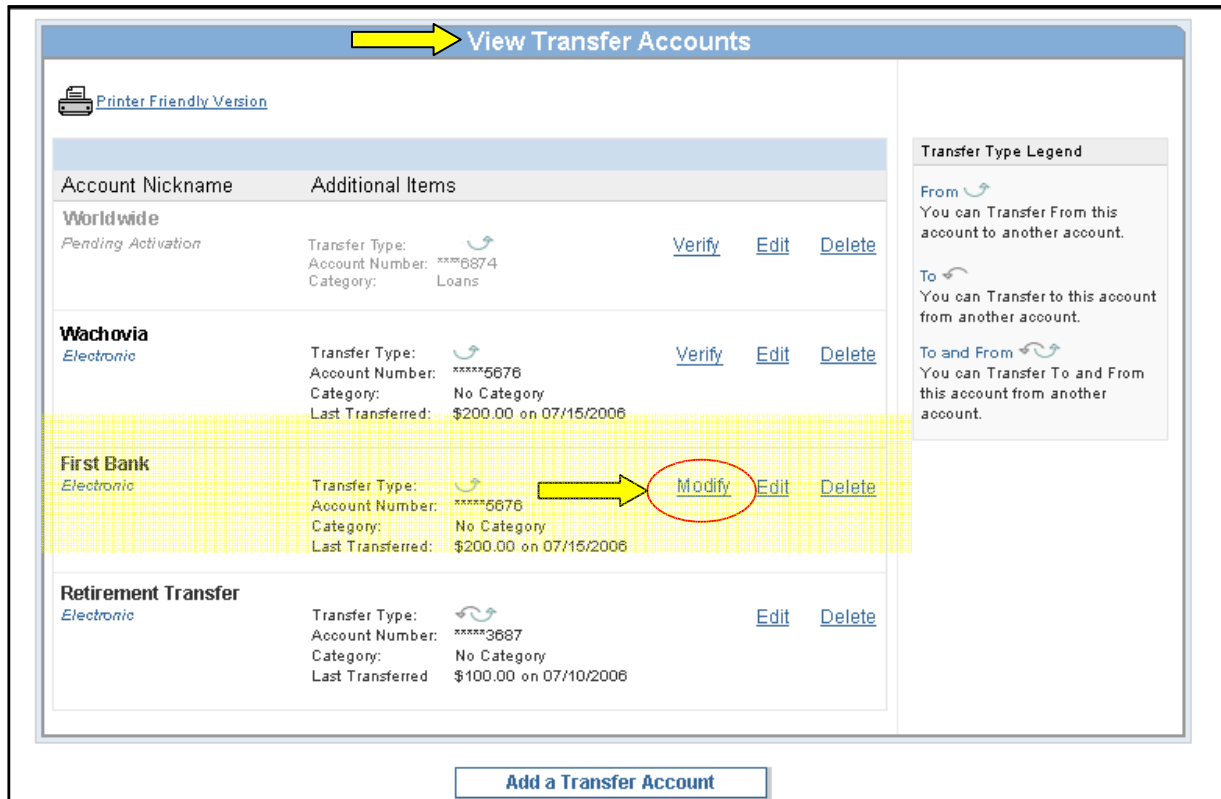 View Transfer Accounts
Printer Friendly Version
Account Nickname Additional Items
Worldwide
Pending Activation Transfer Type: Verify Edit Delete
Account Number: ****6874
Category: Loans
Wachovia
Electronic Transfer Type: Verify Edit Delete
Account Number: *****5676
Category: No Category
Last Transferred: $200.00 on 07/15/2006
First Bank
Electronic Transfer Type: Modify Edit Delete
Account Number: *****5676
Category: No Category
Last Transferred: $200.00 on 07/15/2006
Retirement Transfer
Electronic Transfer Type: Edit Delete
Account Number: *****3687
Category: No Category
Last Transferred $100.00 on 07/10/2006
Transfer Type Legend
From
You can Transfer From this
account to another account.
To
You can Transfer to this account
from another account.
To and From
You can Transfer To and From
this account from another
account.
Add a Transfer Account